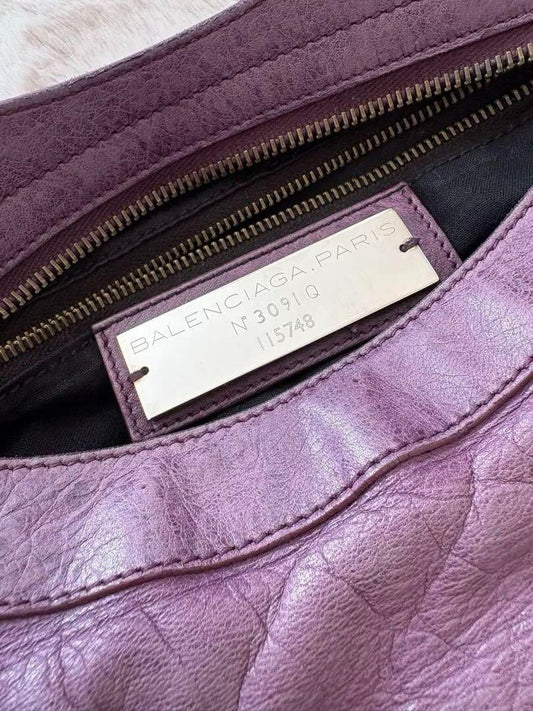 BALENCIAGA.PARIS
N° 3091Q
115748